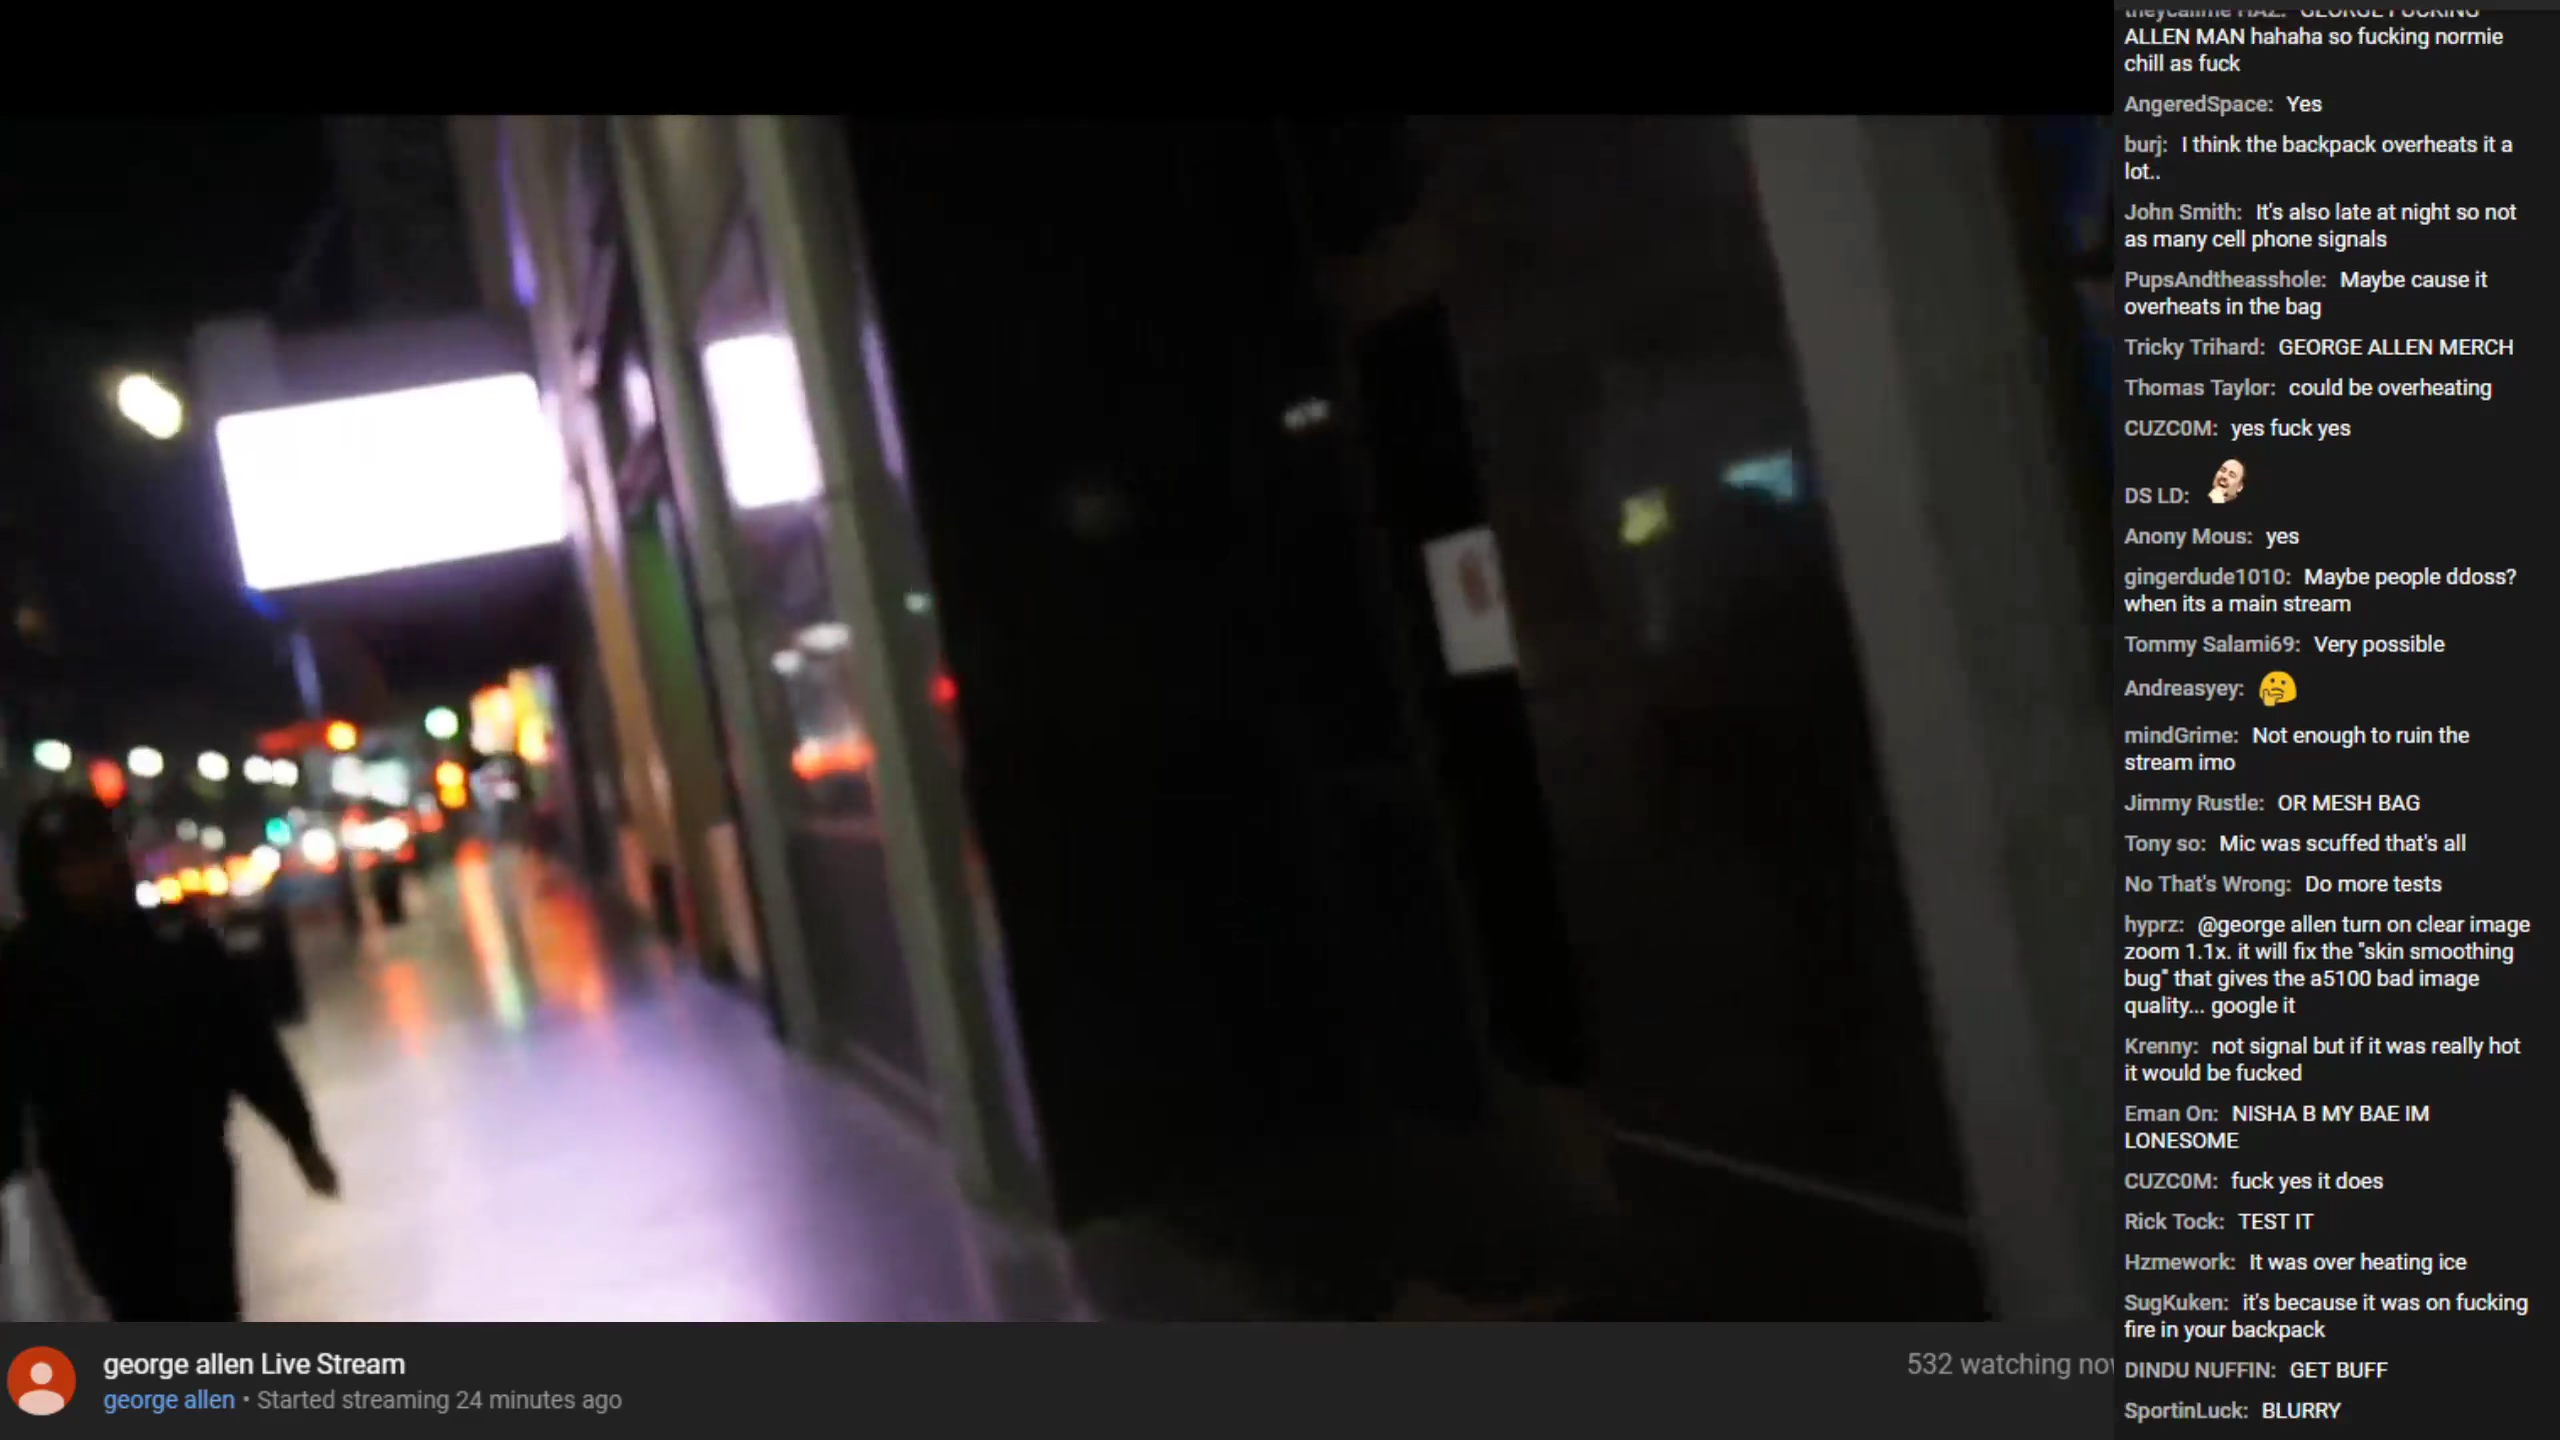 theycallme HAZ: GEORGE FUCKING
ALLEN MAN hahaha so fucking normie
chill as fuck
AngeredSpace: Yes
burj: I think the backpack overheats it a
lot..
John Smith: It's also late at night so not
as many cell phone signals
PupsAndtheasshole: Maybe cause it
overheats in the bag
Tricky Trihard: GEORGE ALLEN MERCH
Thomas Taylor: could be overheating
CUZC0M: yes fuck yes
DS LD:
Anony Mous: yes
gingerdude1010: Maybe people ddoss?
when its a main stream
Tommy Salami69: Very possible
Andreasyey:
mindGrime: Not enough to ruin the
stream imo
Jimmy Rustle: OR MESH BAG
Tony so: Mic was scuffed that's all
No That's Wrong: Do more tests
hyprz: @george allen turn on clear image
zoom 1.1x. it will fix the "skin smoothing
bug" that gives the a5100 bad image
quality... google it
Krenny: not signal but if it was really hot
it would be fucked
Eman On: NISHA B MY BAE IM
LONESOME
CUZC0M: fuck yes it does
Rick Tock: TEST IT
Hzmework: It was over heating ice
SugKuken: it's because it was on fucking
fire in your backpack
DINDU NUFFIN: GET BUFF
SportinLuck: BLURRY
george allen Live Stream
george allen • Started streaming 24 minutes ago
532 watching nov